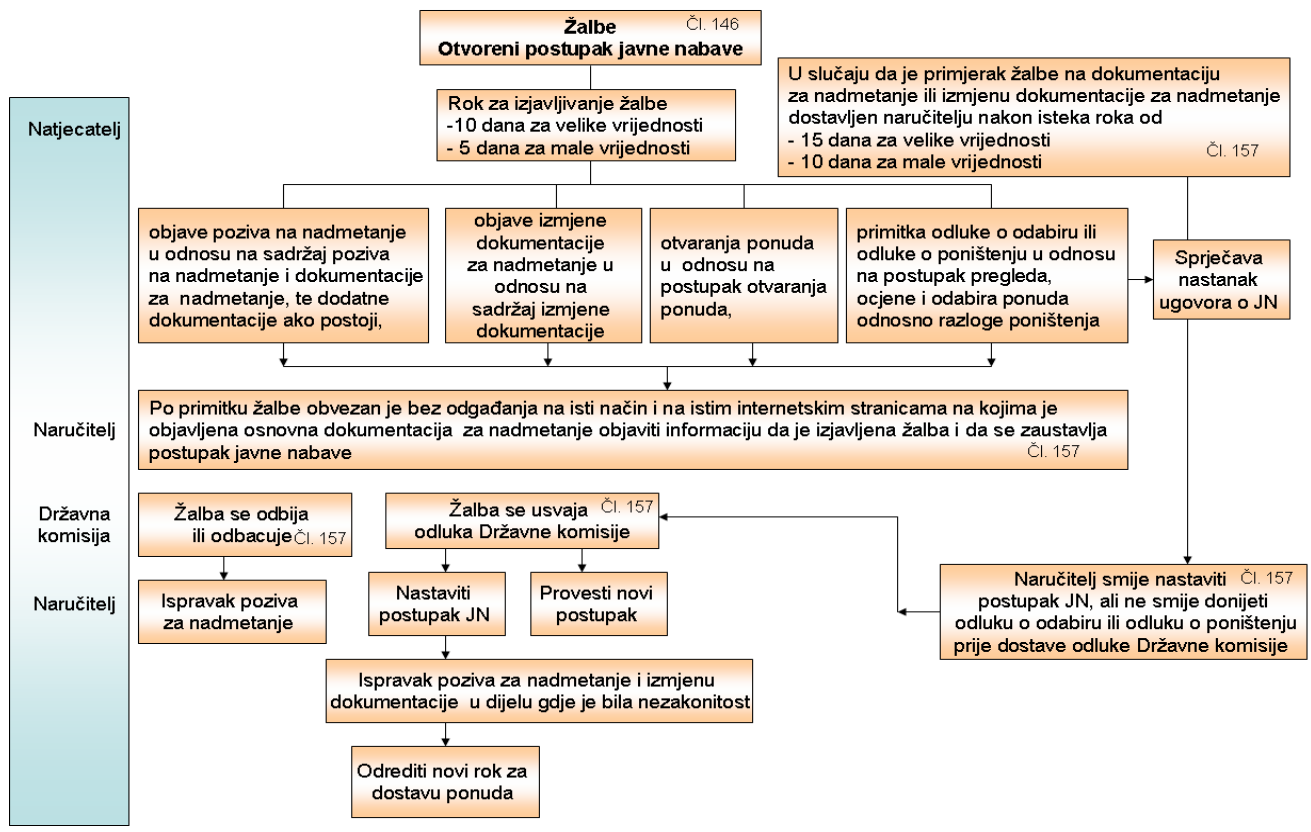 Žalbe Čl. 146
Otvoreni postupak javne nabave
Rok za izjavljivanje žalbe
-10 dana za velike vrijednosti
- 5 dana za male vrijednosti
U slučaju da je primjerak žalbe na dokumentaciju
za nadmetanje ili izmjenu dokumentacije za nadmetanje
dostavljen naručitelju nakon isteka roka od
- 15 dana za velike vrijednosti
- 10 dana za male vrijednosti
Čl. 157
Natjecatelj
objave poziva na nadmetanje
u odnosu na sadržaj poziva
na nadmetanje i dokumentacije
za nadmetanje, te dodatne
dokumentacije ako postoji,
objave izmjene
dokumentacije
za nadmetanje u
odnosu na
sadržaj izmjene
dokumentacije
otvaranja ponuda
u odnosu na
postupak otvaranja
ponuda,
primitka odluke o odabiru ili
odluke o poništenju u odnosu
na postupak pregleda,
ocjene i odabira ponuda
odnosno razloge poništenja
Sprječava
nastanak
ugovora o JN
Naručitelj
Po primitku žalbe obvezan je bez odgađanja na isti način i na istim internetskim stranicama na kojima je
objavljena osnovna dokumentacija za nadmetanje objaviti informaciju da je izjavljena žalba i da se zaustavlja
postupak javne nabave
Čl. 157
Državna
komisija
Žalba se odbija
ili odbacuje Čl. 157
Žalba se usvaja Čl. 157
odluka Državne komisije
Naručitelj
Ispravak poziva
za nadmetanje
Nastaviti
postupak JN
Provesti novi
postupak
Naručitelj smije nastaviti Čl. 157
postupak JN, ali ne smije donijeti
odluku o odabiru ili odluku o poništenju
prije dostave odluke Državne komisije
Ispravak poziva za nadmetanje i izmjenu
dokumentacije u dijelu gdje je bila nezakonitost
Odrediti novi rok za
dostavu ponuda